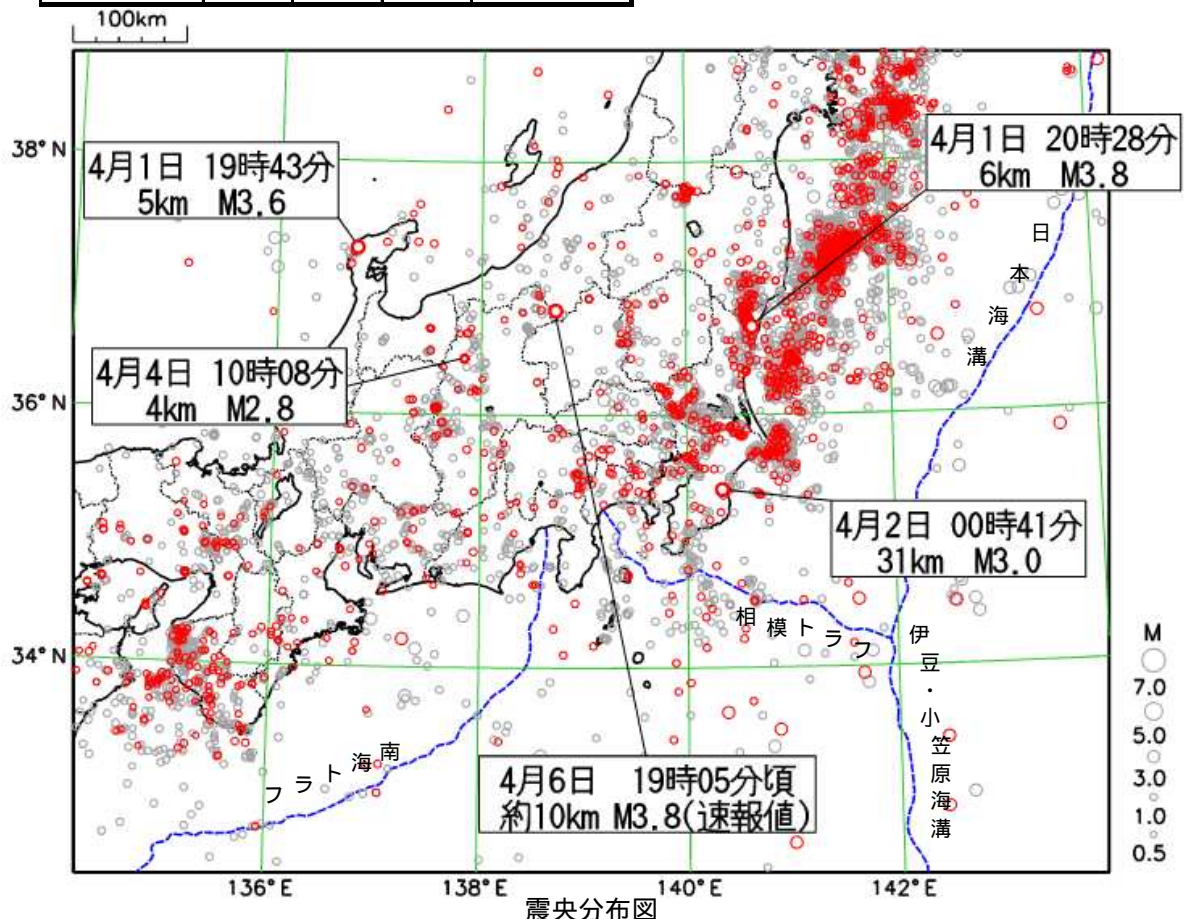 100km
38°N
36°N
34°N
4月1日 19時43分
5km M3.6
4月1日 20時28分
6km M3.8
4月4日 10時08分
4km M2.8
4月2日 00時41分
31km M3.0
4月6日 19時05分頃
約10km M3.8(速報値)
日本海溝
相模トラフ
伊豆・小笠原海溝
南海トラフ
M
7.0
5.0
3.0
1.0
0.5
136°E
138°E
140°E
142°E
震央分布図